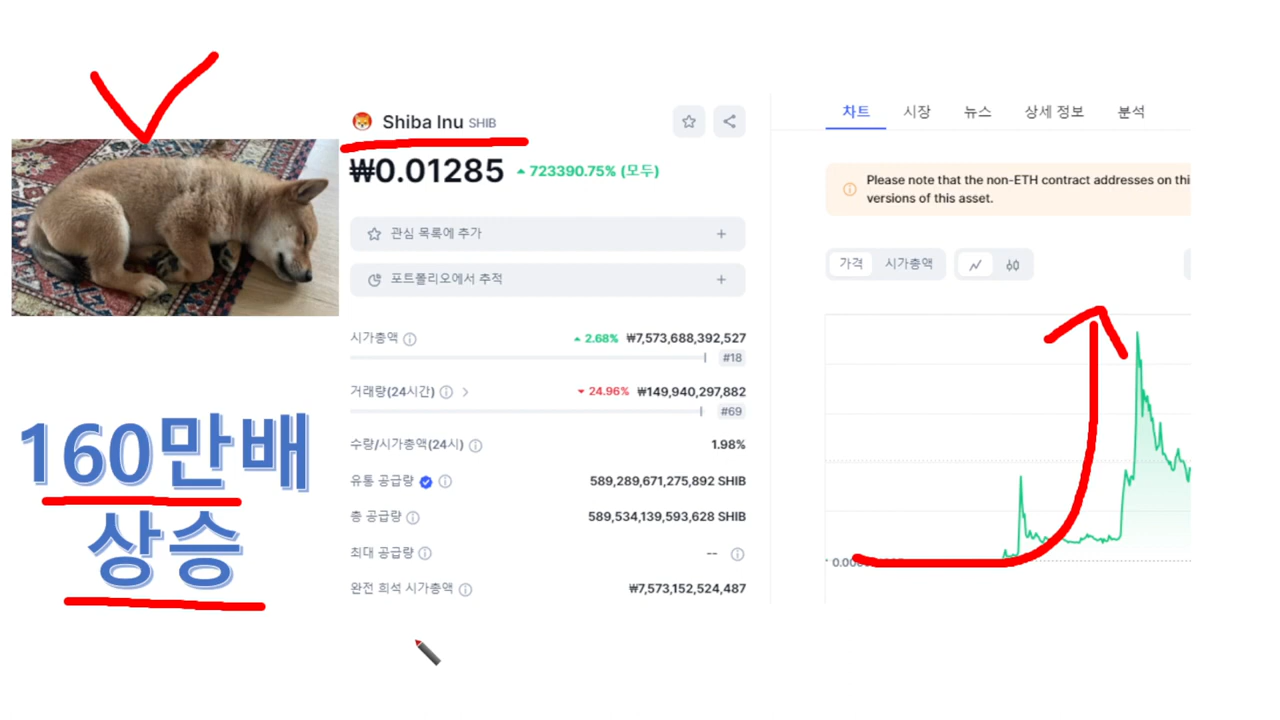 160만배
상승
Shiba Inu SHIB
₩0.01285 723390.75% (모두)
관심 목록에 추가
포트폴리오에서 추적
시가총액 2.68% ₩7,573,688,392,527
#18
거래량(24시간) 24.96% ₩149,940,297,882
#69
수량/시가총액(24시) 1.98%
유통 공급량 589,289,671,275,892 SHIB
총 공급량 589,534,139,593,628 SHIB
최대 공급량 --
완전 희석 시가총액 ₩7,573,152,524,487
차트 시장 뉴스 상세 정보 분석
Please note that the non-ETH contract addresses on thi
versions of this asset.
가격 시가총액